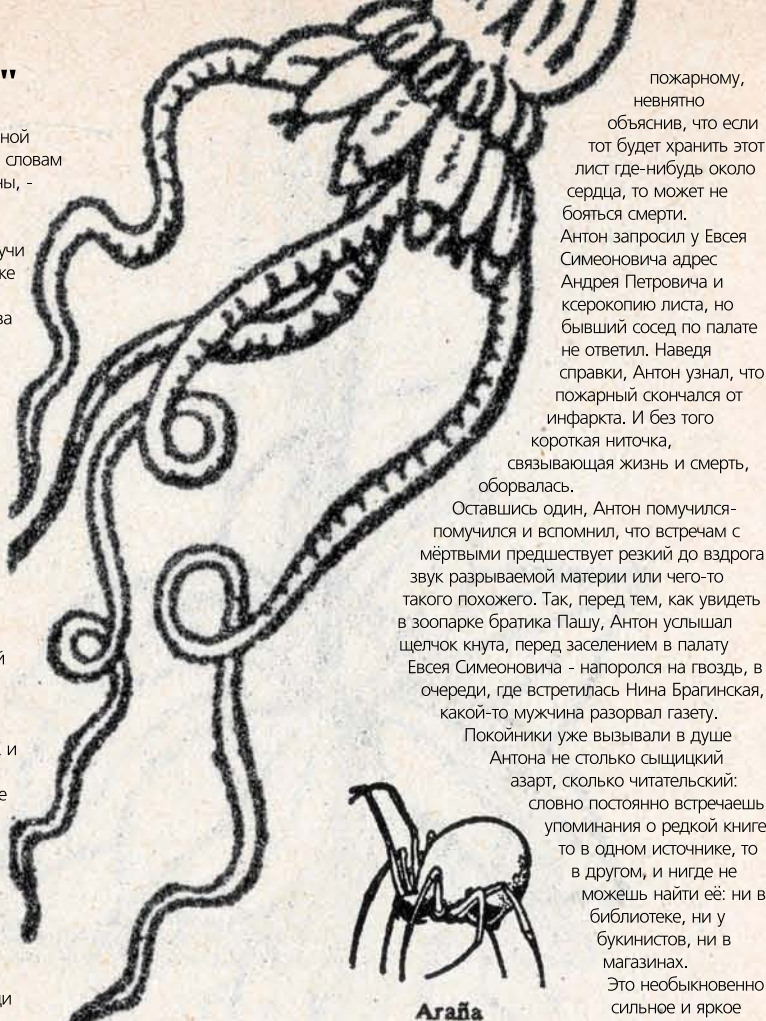 "
ной
словам
ны, -
учи
ке
ва
й
и
е
ди
пожарному,
невнятно
объяснив, что если
тот будет хранить этот
лист где-нибудь около
сердца, то может не
бояться смерти.
Антон запросил у Евсея
Симеоновича адрес
Андрея Петровича и
ксерокопию листа, но
бывший сосед по палате
не ответил. Наведя
справки, Антон узнал, что
пожарный скончался от
инфаркта. И без того
короткая ниточка,
связывающая жизнь и смерть,
оборвалась.
Оставшись один, Антон помучился-
помучился и вспомнил, что встречам с
мёртвыми предшествует резкий до вздрога
звук разрываемой материи или чего-то
такого похожего. Так, перед тем, как увидеть
в зоопарке братика Пашу, Антон услышал
щелчок кнута, перед заселением в палату
Евсея Симеоновича - напоролся на гвоздь, в
очереди, где встретилась Нина Брагинская,
какой-то мужчина разорвал газету.
Покойники уже вызывали в душе
Антона не столько сыщицкий
азарт, сколько читательский:
словно постоянно встречаешь
упоминания о редкой книге
то в одном источнике, то
в другом, и нигде не
можешь найти её: ни в
библиотеке, ни у
букинистов, ни в
магазинах.
Это необыкновенно
сильное и яркое
Araña